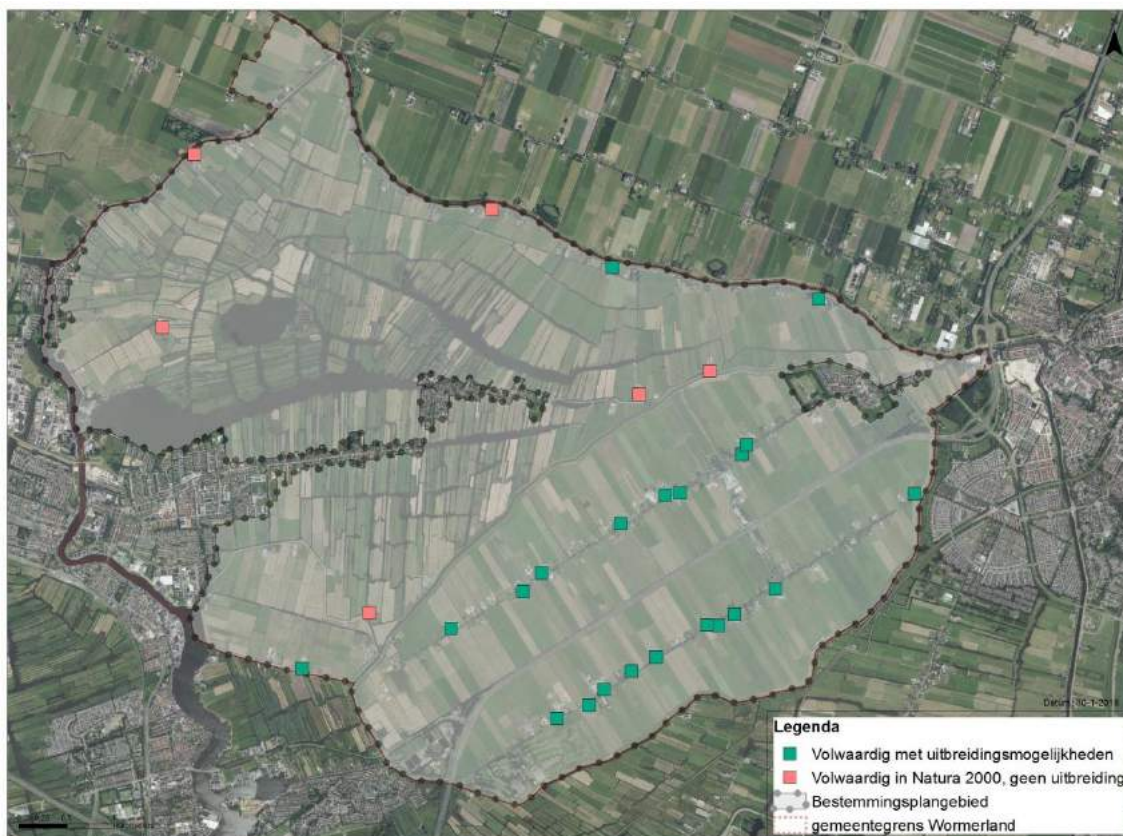 Legenda
Volwaardig met uitbreidingsmogelijkheden
Volwaardig in Natura 2000, geen uitbreiding
Bestemmingsplangebied
gemeentegrens Wormerland